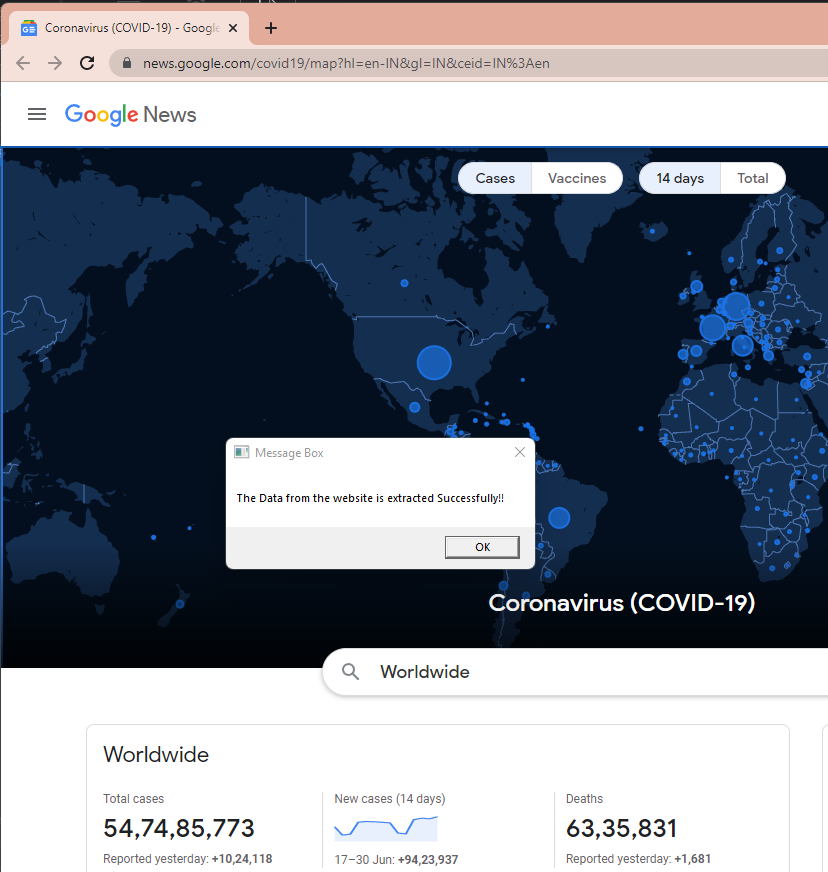 Coronavirus (COVID-19) - Google
news.google.com/covid19/map?hl=en-IN&gl=IN&ceid=IN%3Aen
Google News
Cases Vaccines 14 days Total
Message Box
The Data from the website is extracted Successfully!!
OK
Coronavirus (COVID-19)
Worldwide
Worldwide
Total cases New cases (14 days) Deaths
54,74,85,773 63,35,831
Reported yesterday: +10,24,118 17–30 Jun: +94,23,937 Reported yesterday: +1,681